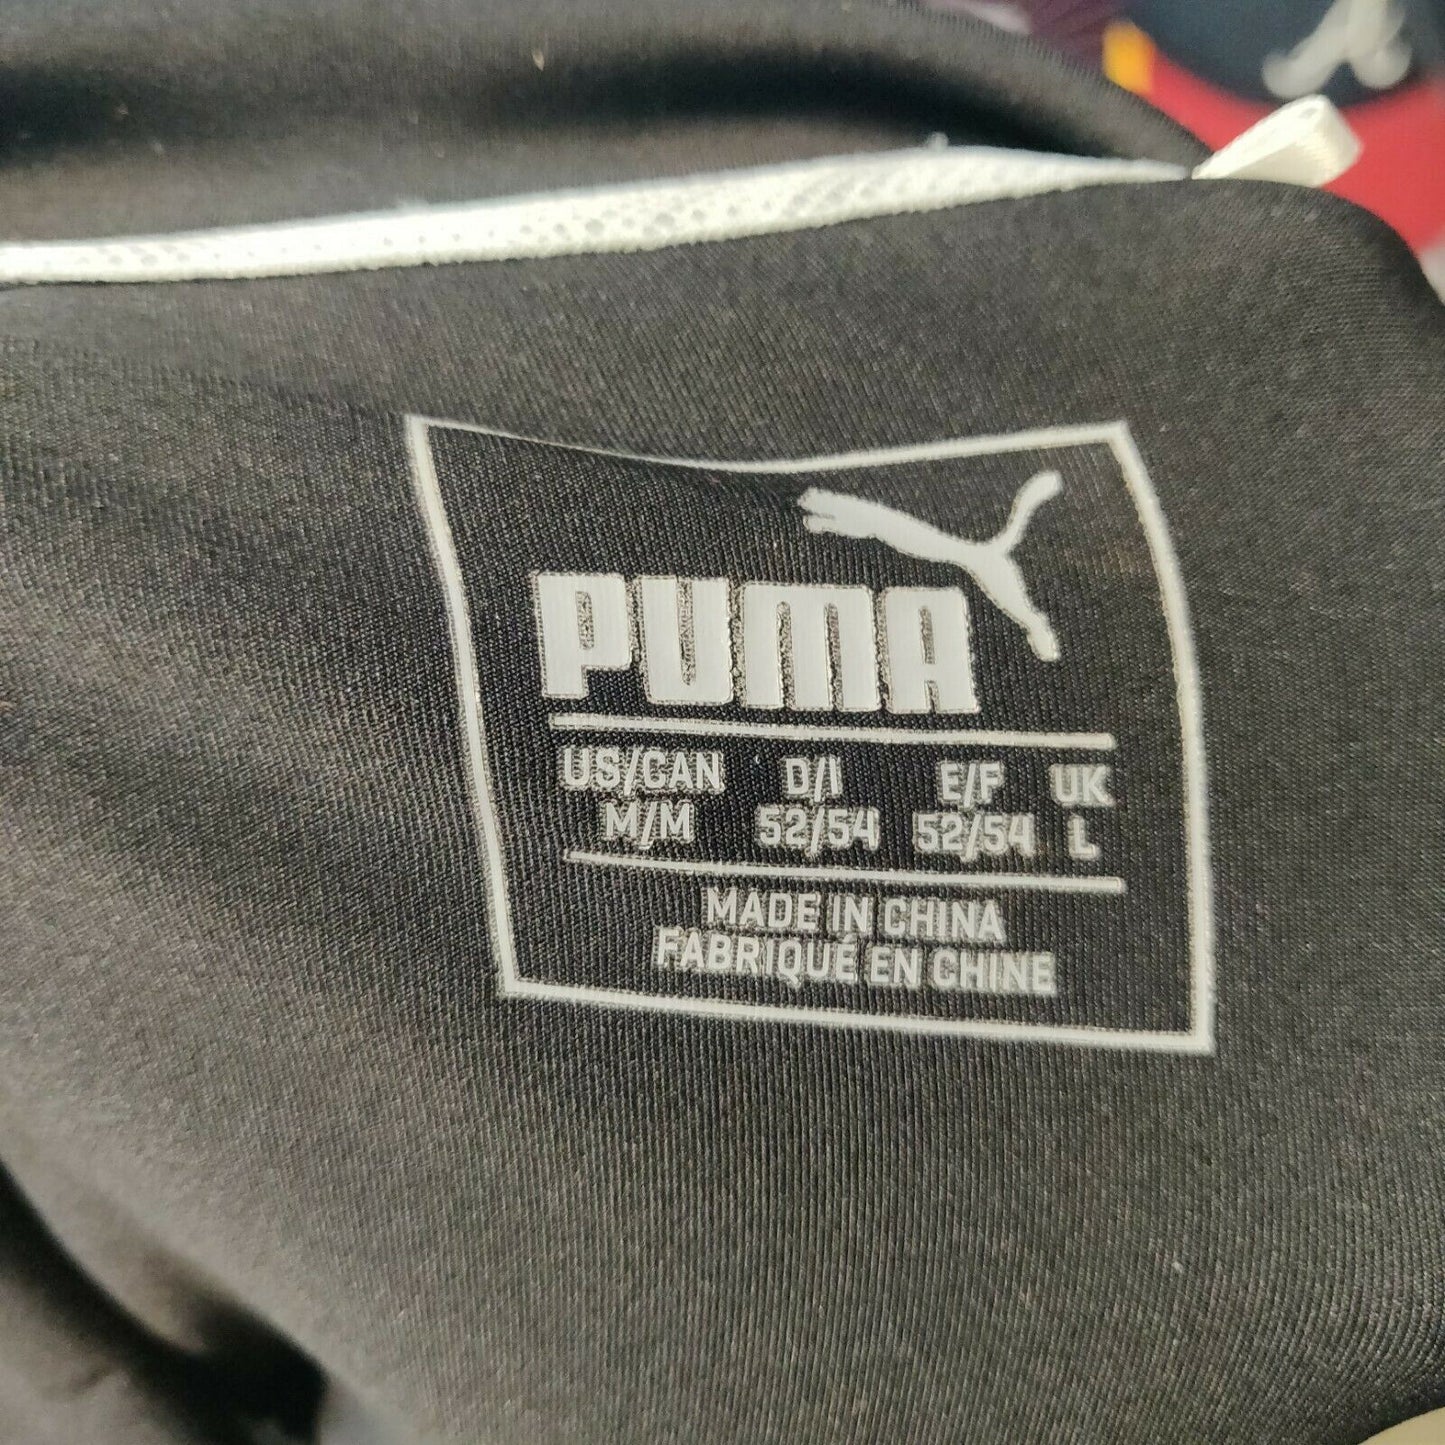 PUMA
US/CAN D/I E/F UK
M/M 52/54 52/54 L
MADE IN CHINA
FABRIQUÉ EN CHINE